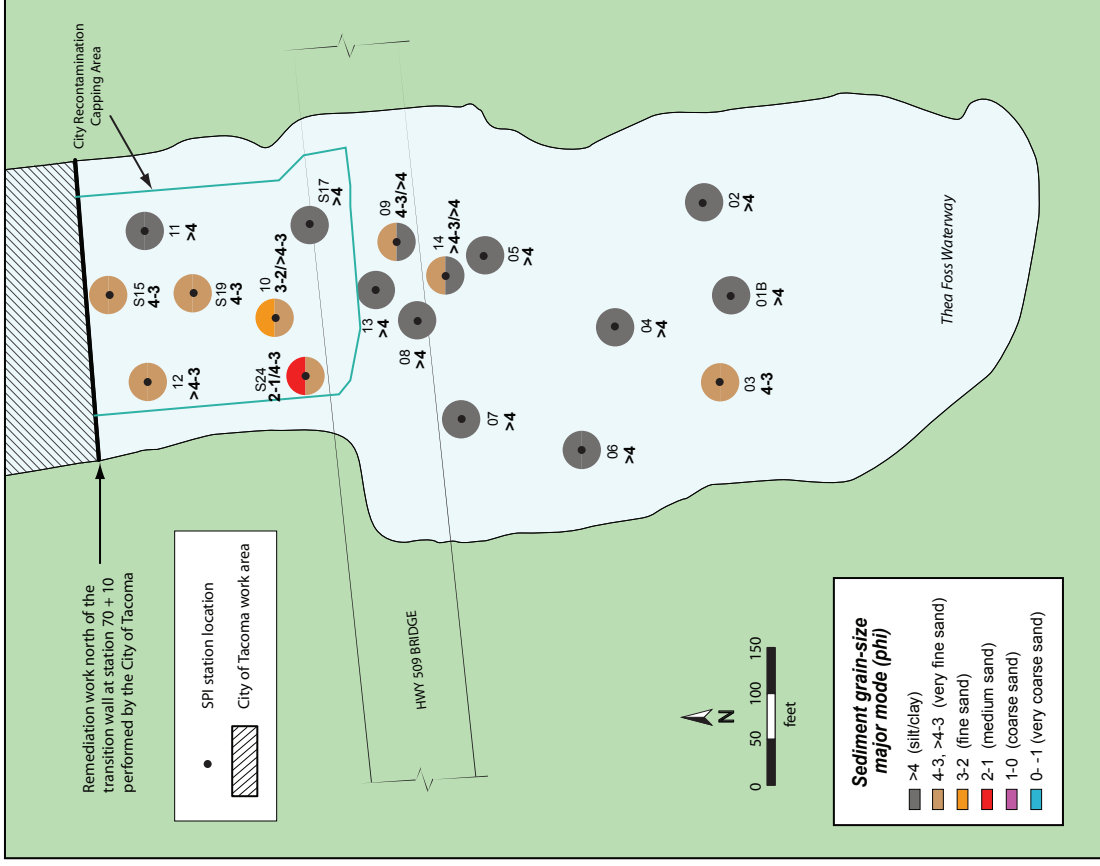 Remediation work north of the
transition wall at station 70 + 10
performed by the City of Tacoma
City Recontamination
Capping Area
SPI station location
City of Tacoma work area
S15
4-3
11
>4
S19
4-3
12
>4-3
10
3-2/>4-3
S17
>4
S24
2-1/4-3
13
>4
09
4-3/>4
08
>4
14
>4-3/>4
05
>4
07
>4
06
>4
04
>4
02
>4
01B
>4
03
4-3
HWY 509 BRIDGE
Thea Foss Waterway
N
0 50 100 150
feet
Sediment grain-size
major mode (phi)
>4 (silt/clay)
4-3, >4-3 (very fine sand)
3-2 (fine sand)
2-1 (medium sand)
1-0 (coarse sand)
0- -1 (very coarse sand)